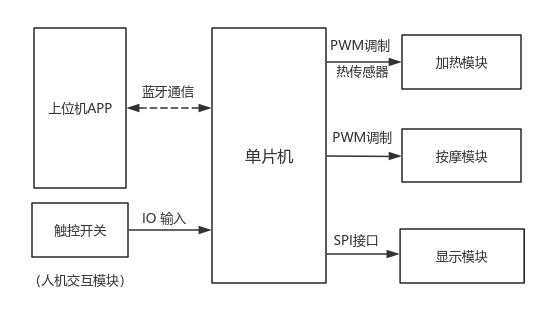 上位机APP
蓝牙通信
触控开关
IO 输入
(人机交互模块)
单片机
PWM调制
热传感器
加热模块
PWM调制
按摩模块
SPI接口
显示模块